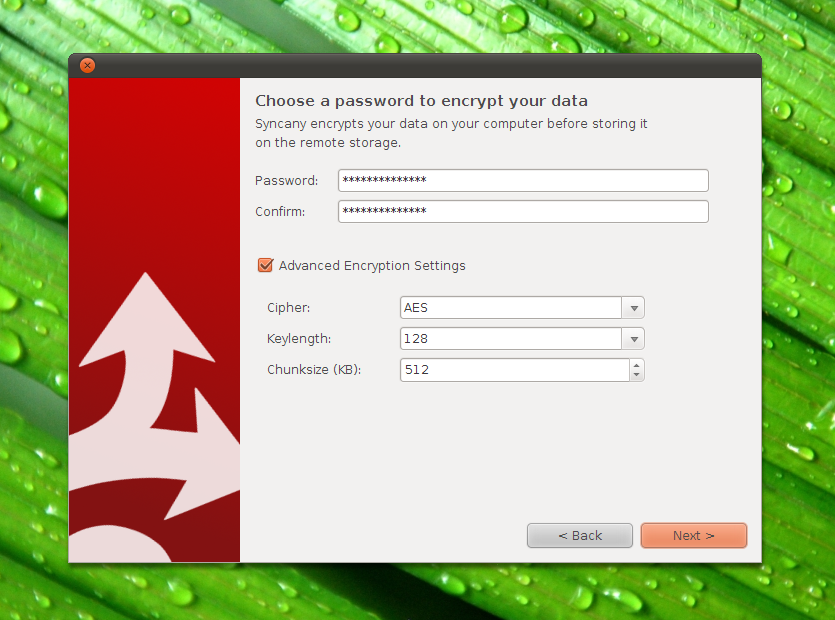 Choose a password to encrypt your data
Syncany encrypts your data on your computer before storing it
on the remote storage.
Password: **************
Confirm: **************
Advanced Encryption Settings
Cipher: AES
Keylength: 128
Chunksize (KB): 512
< Back Next >